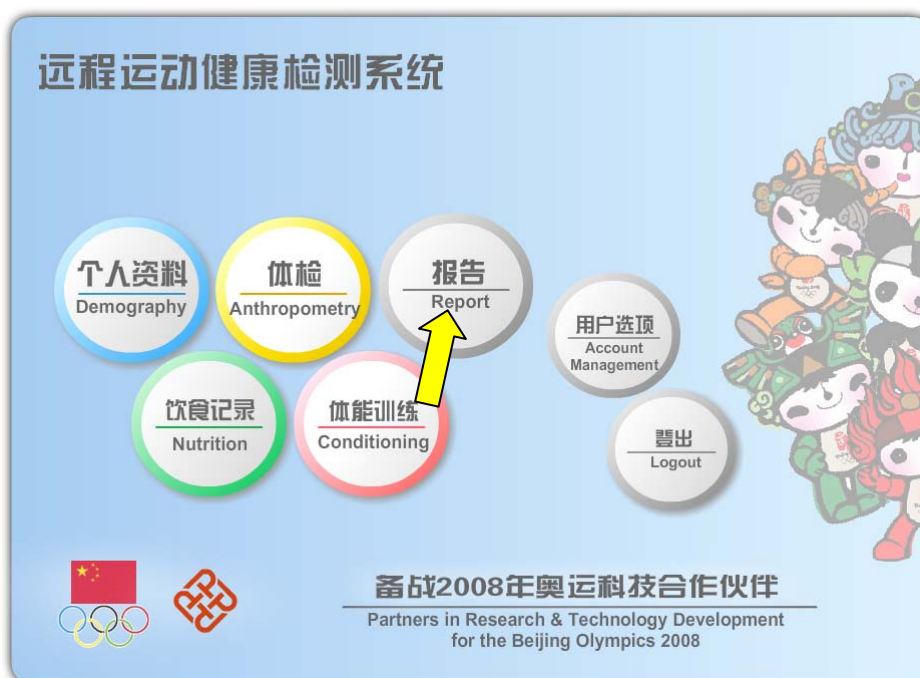 远程运动健康检测系统
个人资料
Demography
体检
Anthropometry
报告
Report
用户选项
Account
Management
饮食记录
Nutrition
体能训练
Conditioning
登出
Logout
备战2008年奥运科技合作伙伴
Partners in Research & Technology Development
for the Beijing Olympics 2008